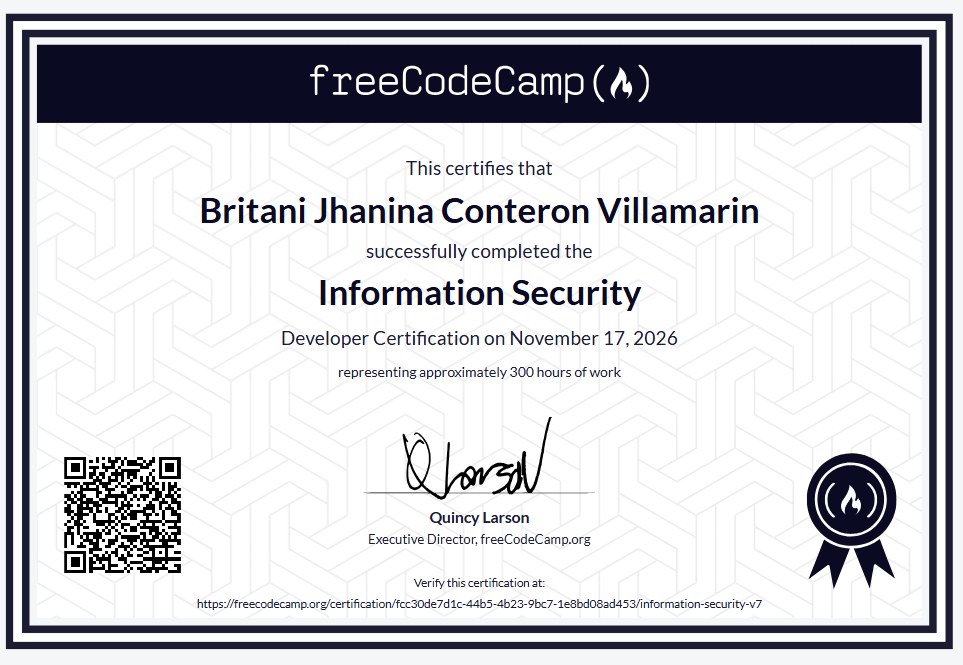 freeCodeCamp
This certifies that
Britani Jhanina Conteron Villamarin
successfully completed the
Information Security
Developer Certification on November 17, 2026
representing approximately 300 hours of work
Quincy Larson
Executive Director, freeCodeCamp.org
Verify this certification at:
https://freecodecamp.org/certification/fcc30de7d1c-44b5-4b23-9bc7-1e8bd08ad453/information-security-v7